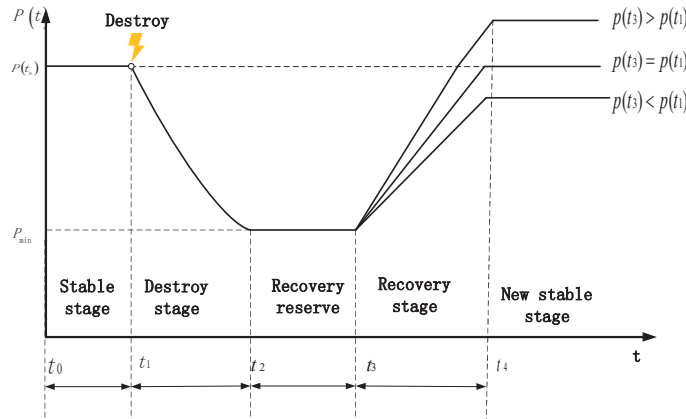 P(t)
Destroy
p(t3) > p(t1)
P(t0)
p(t3) = p(t1)
p(t3) < p(t1)
Pmin
Stable
stage
Destroy
stage
Recovery
reserve
Recovery
stage
New stable
stage
t
t0
t1
t2
t3
t4